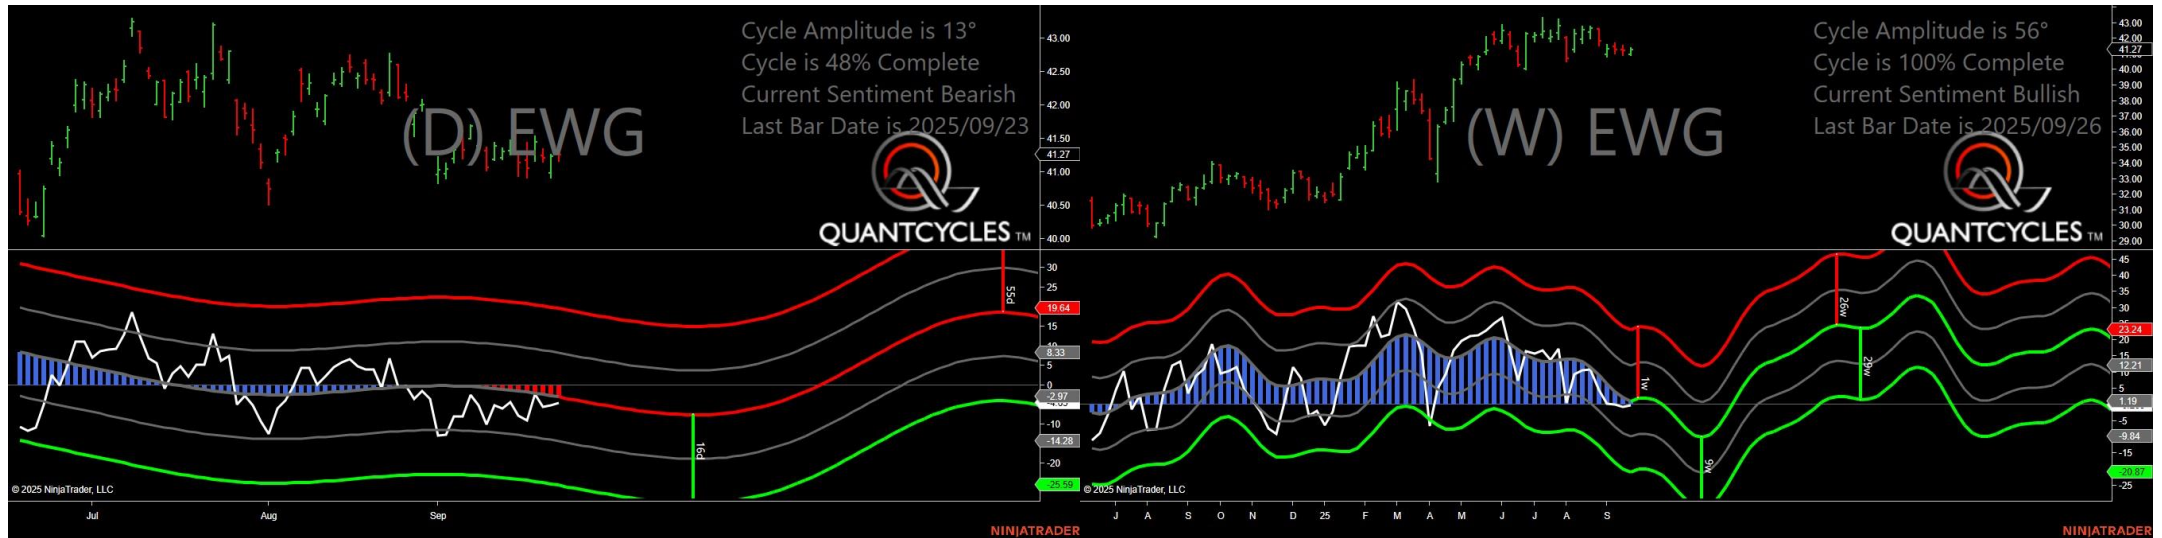 Cycle Amplitude is 13°
Cycle is 48% Complete
Current Sentiment Bearish
Last Bar Date is 2025/09/23
(D) EWG
QUANTCYCLES TM
43.00
42.50
42.00
41.50
41.27
41.00
40.50
40.00
30
25
19.64
15
8.33
5
0
-2.97
-10
-14.28
-20
-25.59
55d
16d
© 2025 NinjaTrader, LLC
Jul Aug Sep
NINJATRADER
Cycle Amplitude is 56°
Cycle is 100% Complete
Current Sentiment Bullish
Last Bar Date is 2025/09/26
(W) EWG
QUANTCYCLES TM
43.00
42.00
41.27
40.00
39.00
38.00
37.00
36.00
35.00
34.00
33.00
32.00
31.00
30.00
29.00
45
40
35
30
23.24
20
15
12.21
10
5
1.19
-5
-9.84
-15
-20.87
-25
1w
9w
26w
29w
© 2025 NinjaTrader, LLC
J A S O N D 25 F M A M J J A S
NINJATRADER